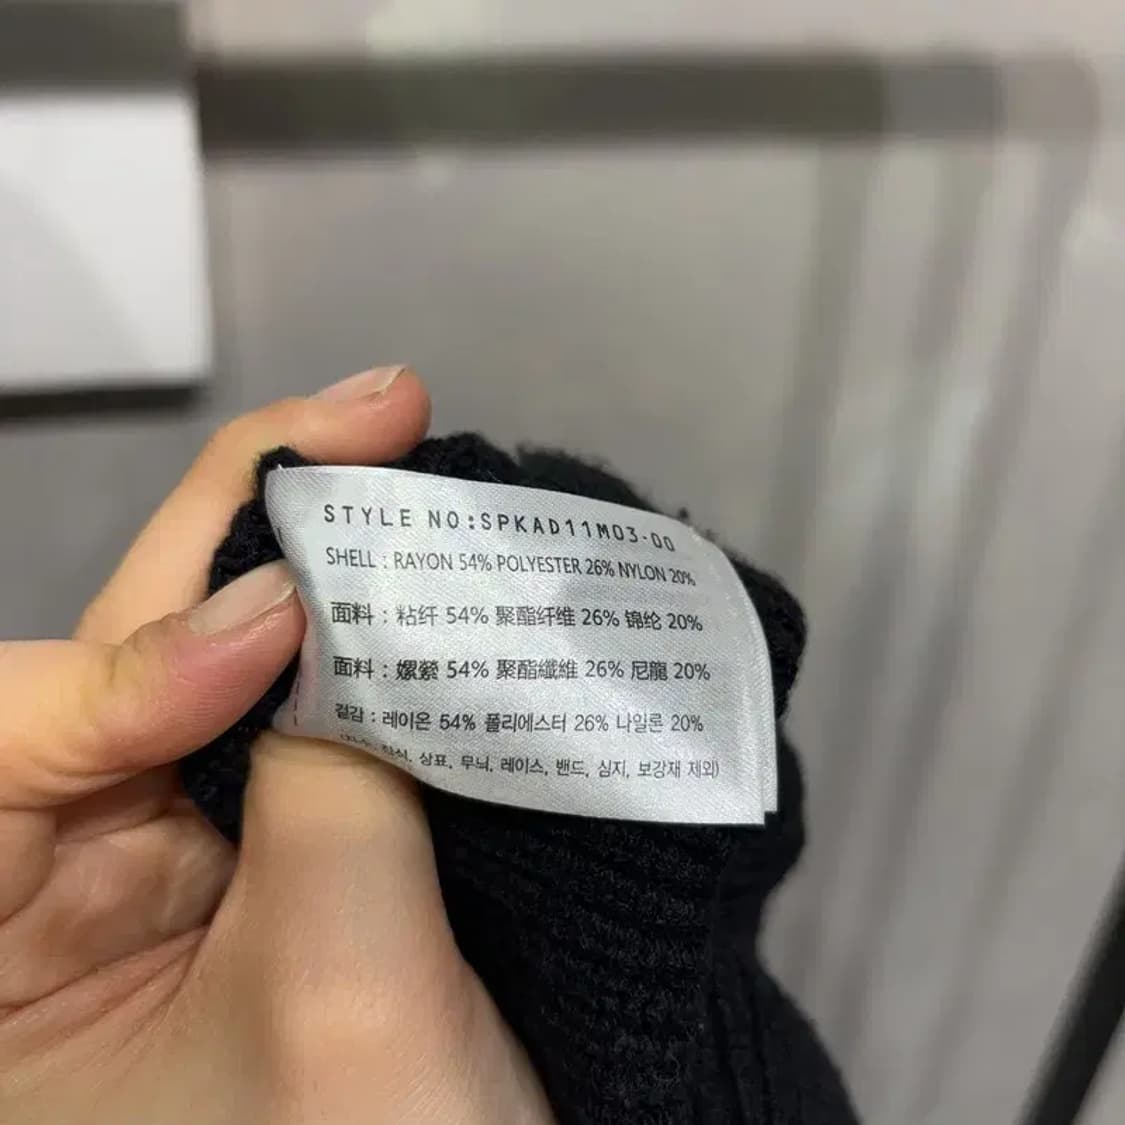 STYLE NO:SPKAD11M03-00
SHELL : RAYON 54% POLYESTER 26% NYLON 20%
面料 : 粘纤 54% 聚酯纤维 26% 锦纶 20%
面料 : 嫘縈 54% 聚酯纖維 26% 尼龍 20%
겉감 : 레이온 54% 폴리에스터 26% 나일론 20%
상표, 무늬, 레이스, 밴드, 심지, 보강재 제외)